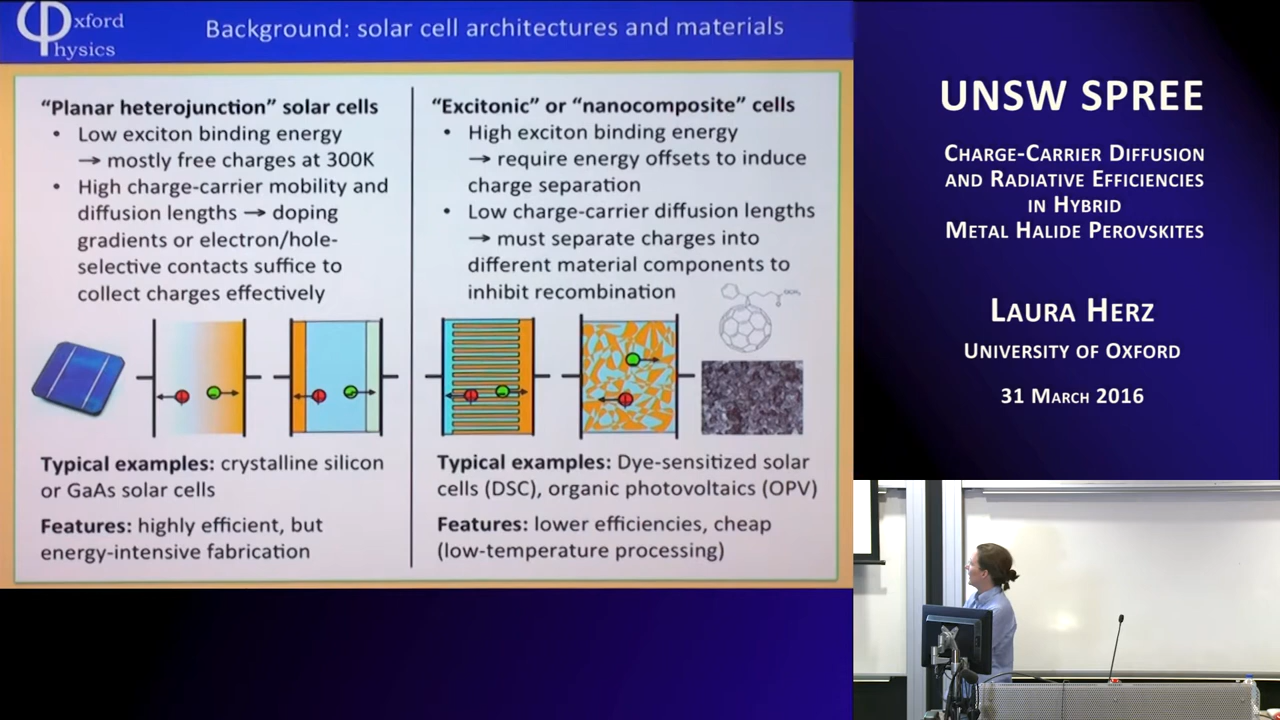 Oxford
Physics
Background: solar cell architectures and materials
“Planar heterojunction” solar cells
• Low exciton binding energy
→ mostly free charges at 300K
• High charge-carrier mobility and
diffusion lengths → doping
gradients or electron/hole-
selective contacts suffice to
collect charges effectively
Typical examples: crystalline silicon
or GaAs solar cells
Features: highly efficient, but
energy-intensive fabrication
“Excitonic” or “nanocomposite” cells
• High exciton binding energy
→ require energy offsets to induce
charge separation
• Low charge-carrier diffusion lengths
→ must separate charges into
different material components to
inhibit recombination
Typical examples: Dye-sensitized solar
cells (DSC), organic photovoltaics (OPV)
Features: lower efficiencies, cheap
(low-temperature processing)
UNSW SPREE
Charge-Carrier Diffusion
and Radiative Efficiencies
in Hybrid
Metal Halide Perovskites
Laura Herz
University of Oxford
31 March 2016